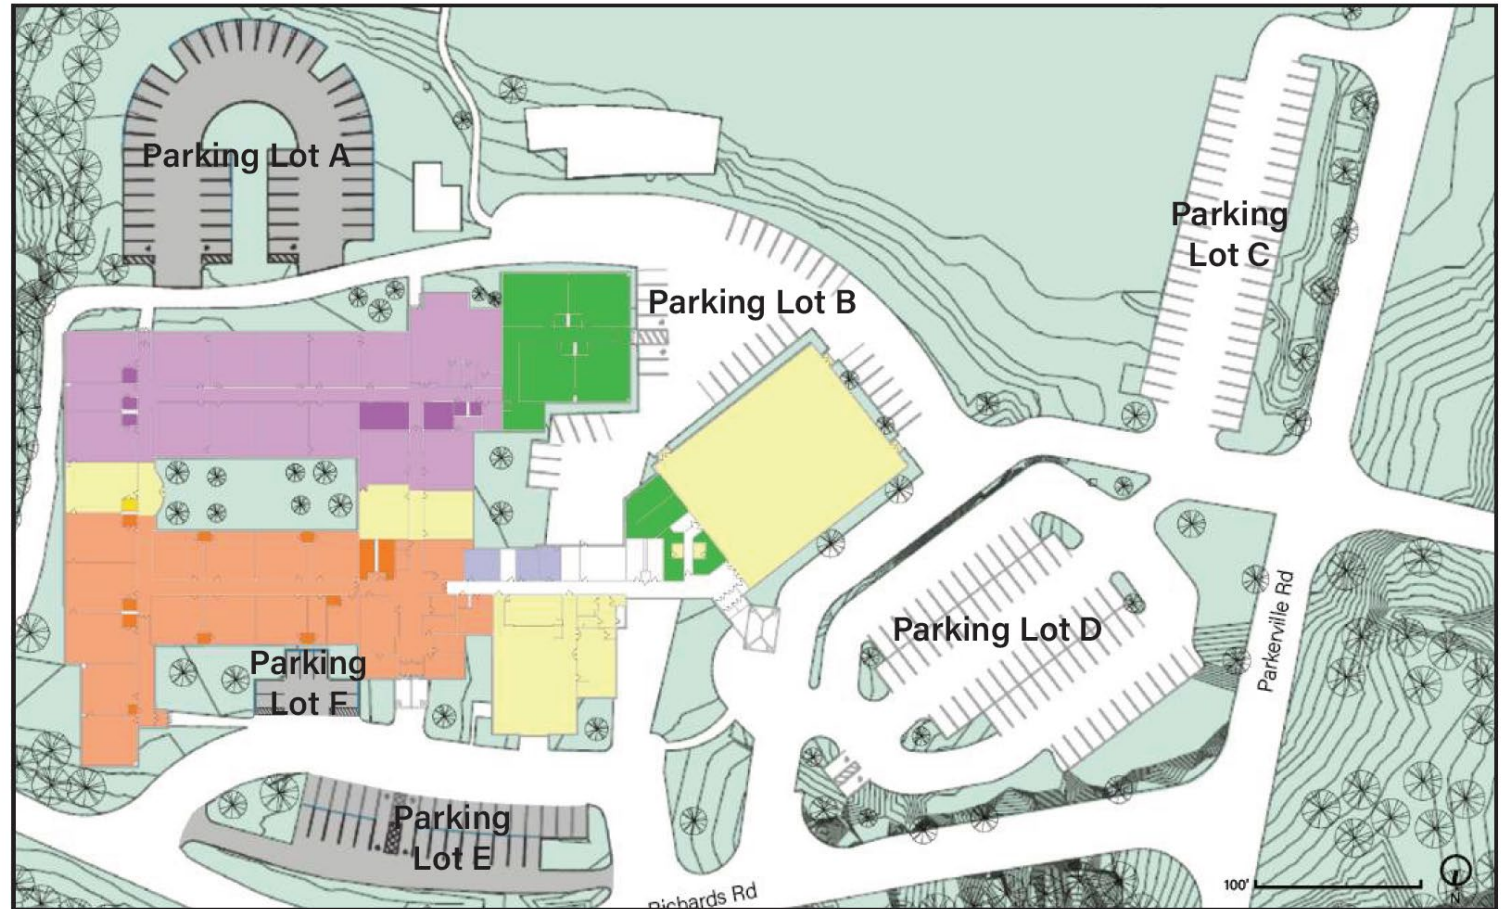 Parking Lot A
Parking
Lot C
Parking Lot B
Parking Lot D
Parkerville Rd
Parking
Lot F
Parking
Lot E
Richards Rd
100'
N